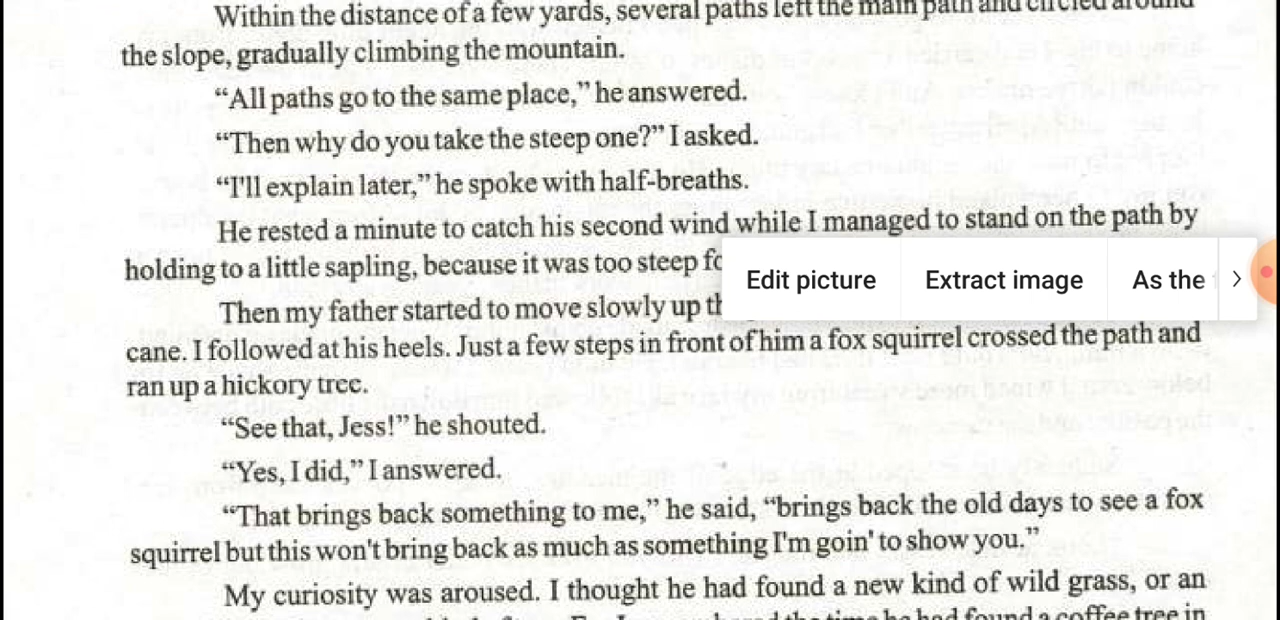 Within the distance of a few yards, several paths left the main path and circled around
the slope, gradually climbing the mountain.
“All paths go to the same place,” he answered.
“Then why do you take the steep one?” I asked.
“I'll explain later,” he spoke with half-breaths.
He rested a minute to catch his second wind while I managed to stand on the path by
holding to a little sapling, because it was too steep
Edit picture
Extract image
As the
Then my father started to move slowly up
cane. I followed at his heels. Just a few steps in front of him a fox squirrel crossed the path and
ran up a hickory tree.
“See that, Jess!” he shouted.
“Yes, I did,” I answered.
“That brings back something to me,” he said, “brings back the old days to see a fox
squirrel but this won't bring back as much as something I'm goin' to show you.”
My curiosity was aroused. I thought he had found a new kind of wild grass, or an
the time he had found a coffee tree in